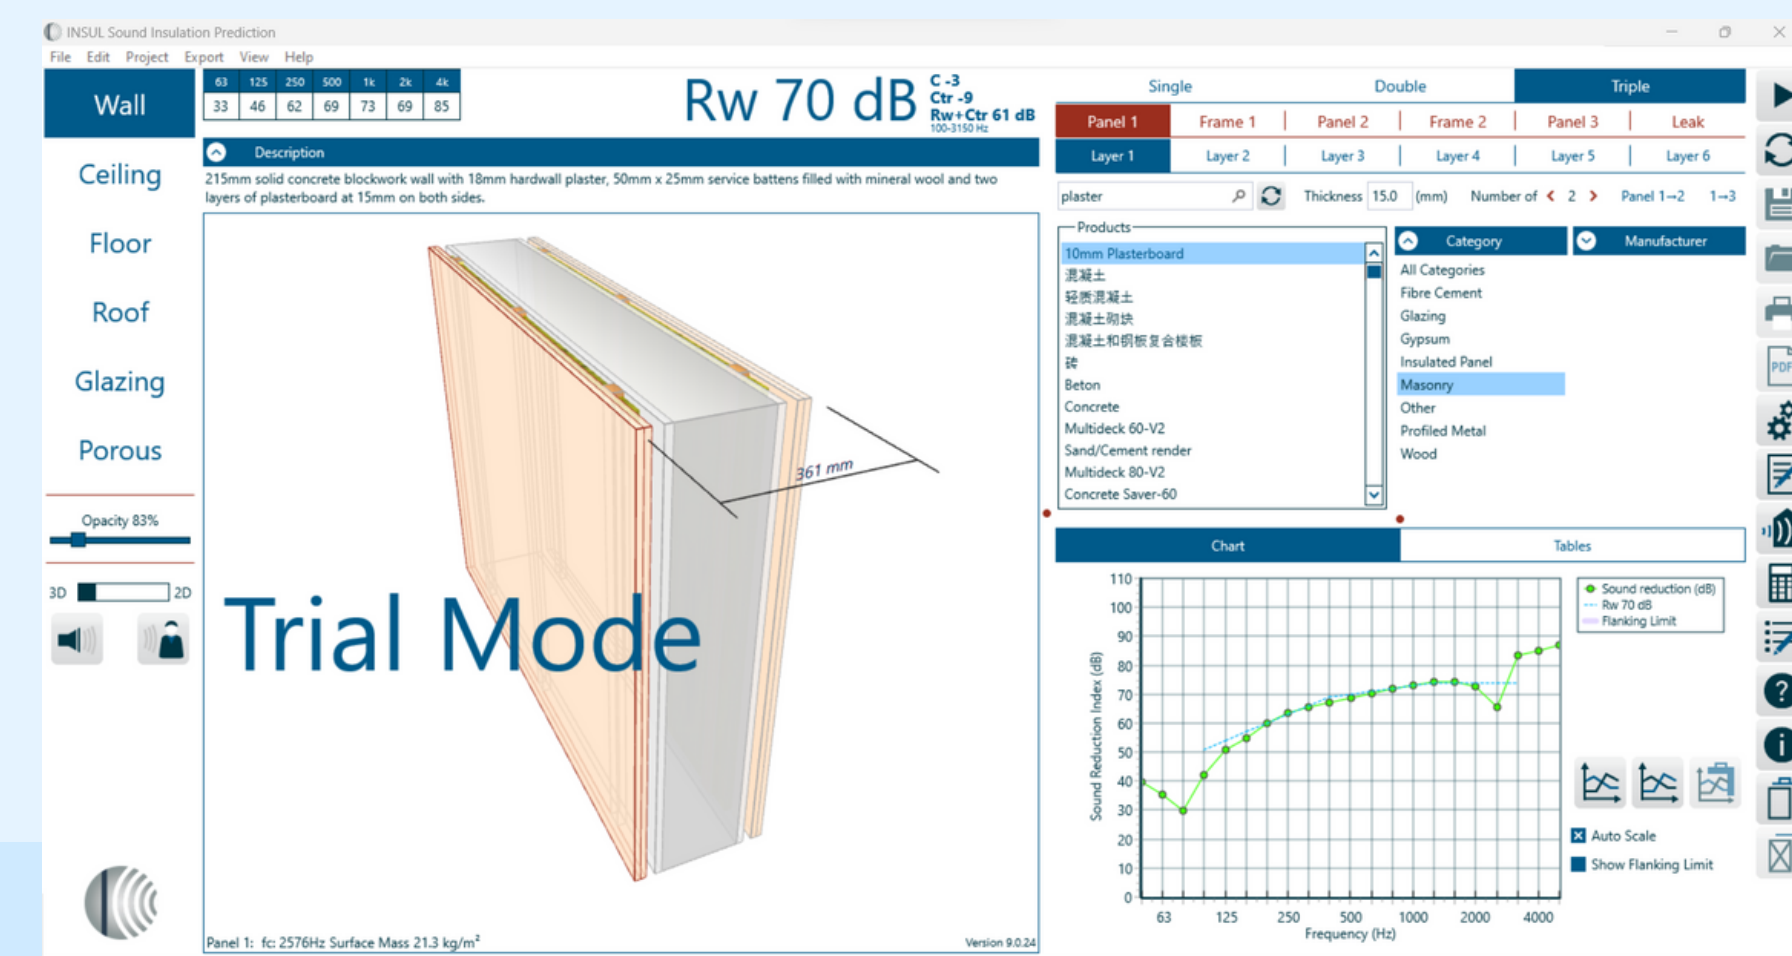 INSUL Sound Insulation Prediction
File Edit Project Export View Help
Wall
Ceiling
Floor
Roof
Glazing
Porous
Opacity 83%
3D 2D
63 125 250 500 1k 2k 4k
33 46 62 69 73 69 85
Rw 70 dB
C -3
Ctr -9
Rw+Ctr 61 dB
100-3150 Hz
Description
215mm solid concrete blockwork wall with 18mm hardwall plaster, 50mm x 25mm service battens filled with mineral wool and two
layers of plasterboard at 15mm on both sides.
361 mm
Trial Mode
Panel 1: fc: 2576Hz Surface Mass 21.3 kg/m²
Version 9.0.24
Single Double Triple
Panel 1 Frame 1 Panel 2 Frame 2 Panel 3 Leak
Layer 1 Layer 2 Layer 3 Layer 4 Layer 5 Layer 6
plaster Thickness 15.0 (mm) Number of < 2 > Panel 1→2 1→3
Products
10mm Plasterboard
混凝土
轻质混凝土
混凝土砌块
混凝土和钢板复合楼板
砖
Beton
Concrete
Multideck 60-V2
Sand/Cement render
Multideck 80-V2
Concrete Saver-60
Category
All Categories
Fibre Cement
Glazing
Gypsum
Insulated Panel
Masonry
Other
Profiled Metal
Wood
Manufacturer
Chart Tables
Sound Reduction Index (dB)
110
100
90
80
70
60
50
40
30
20
10
0
63 125 250 500 1000 2000 4000
Frequency (Hz)
Sound reduction (dB)
Rw 70 dB
Flanking Limit
Auto Scale
Show Flanking Limit
PDF